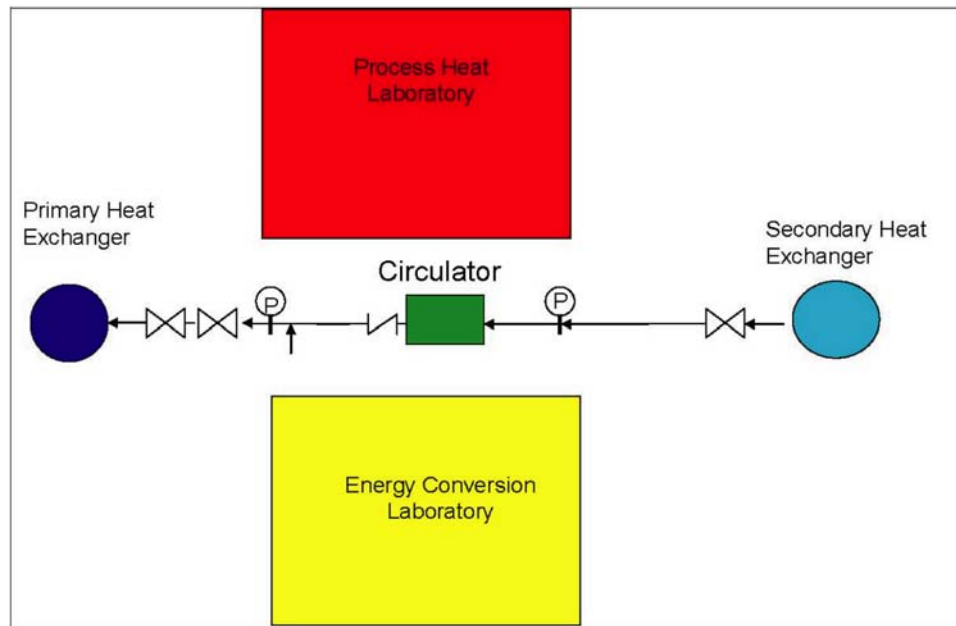 Process Heat
Laboratory
Primary Heat
Exchanger
Secondary Heat
Exchanger
Circulator
P
P
Energy Conversion
Laboratory